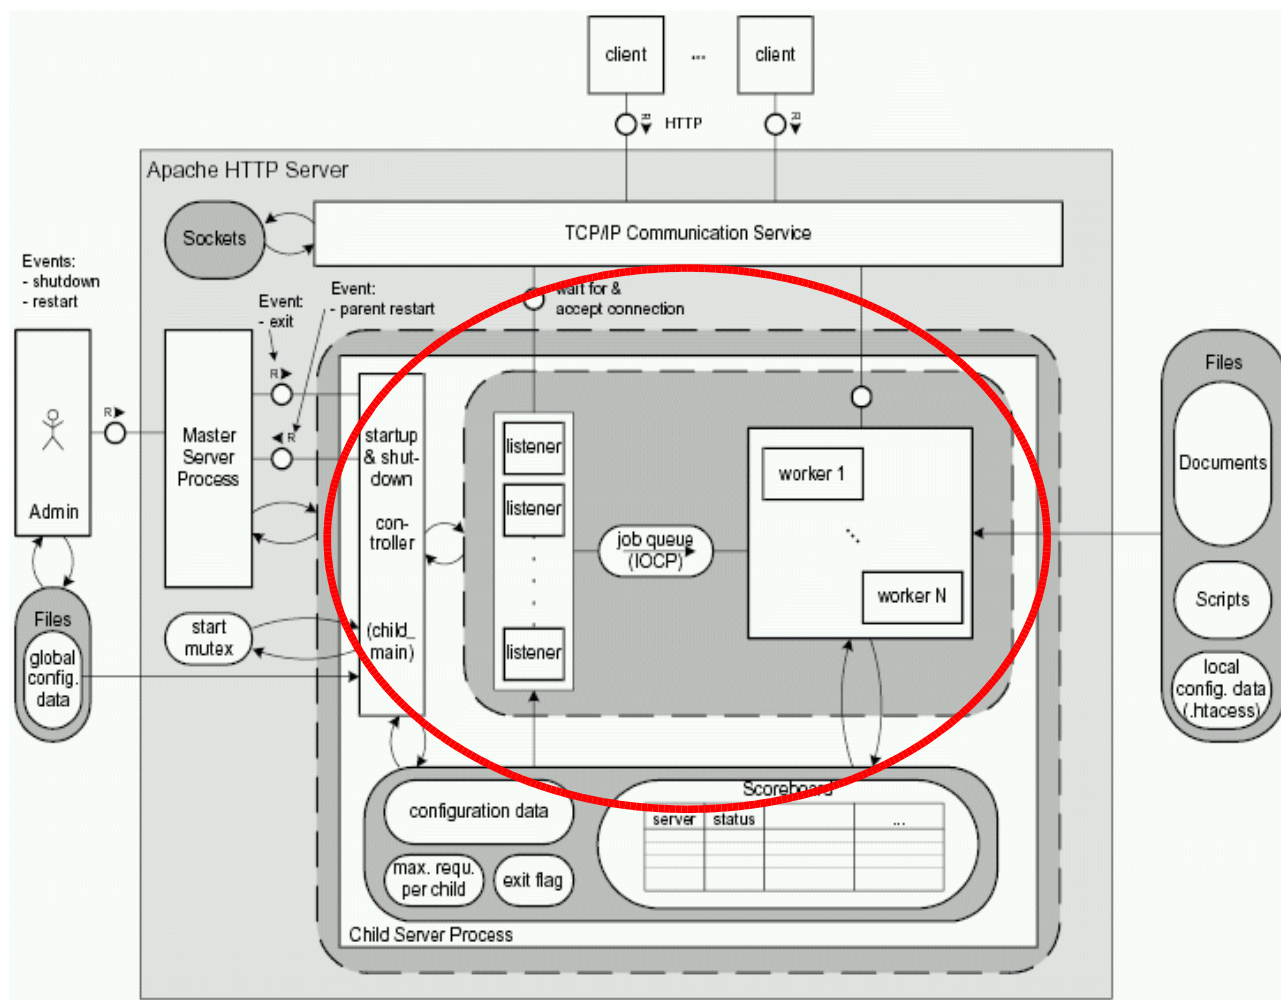 client
...
client
R
HTTP
R
Apache HTTP Server
Sockets
TCP/IP Communication Service
Events:
- shutdown
- restart
Event:
- exit
Event:
- parent restart
wait for &
accept connection
Files
R
R
R
Admin
Master
Server
Process
startup
& shut-
down
con-
troller
(child_
main)
listener
listener
listener
job queue
(IOCP)
worker 1
worker N
Documents
Scripts
local
config. data
(.htacess)
Files
global
config.
data
start
mutex
configuration data
max. requ.
per child
exit flag
Scoreboard
server status ...
Child Server Process